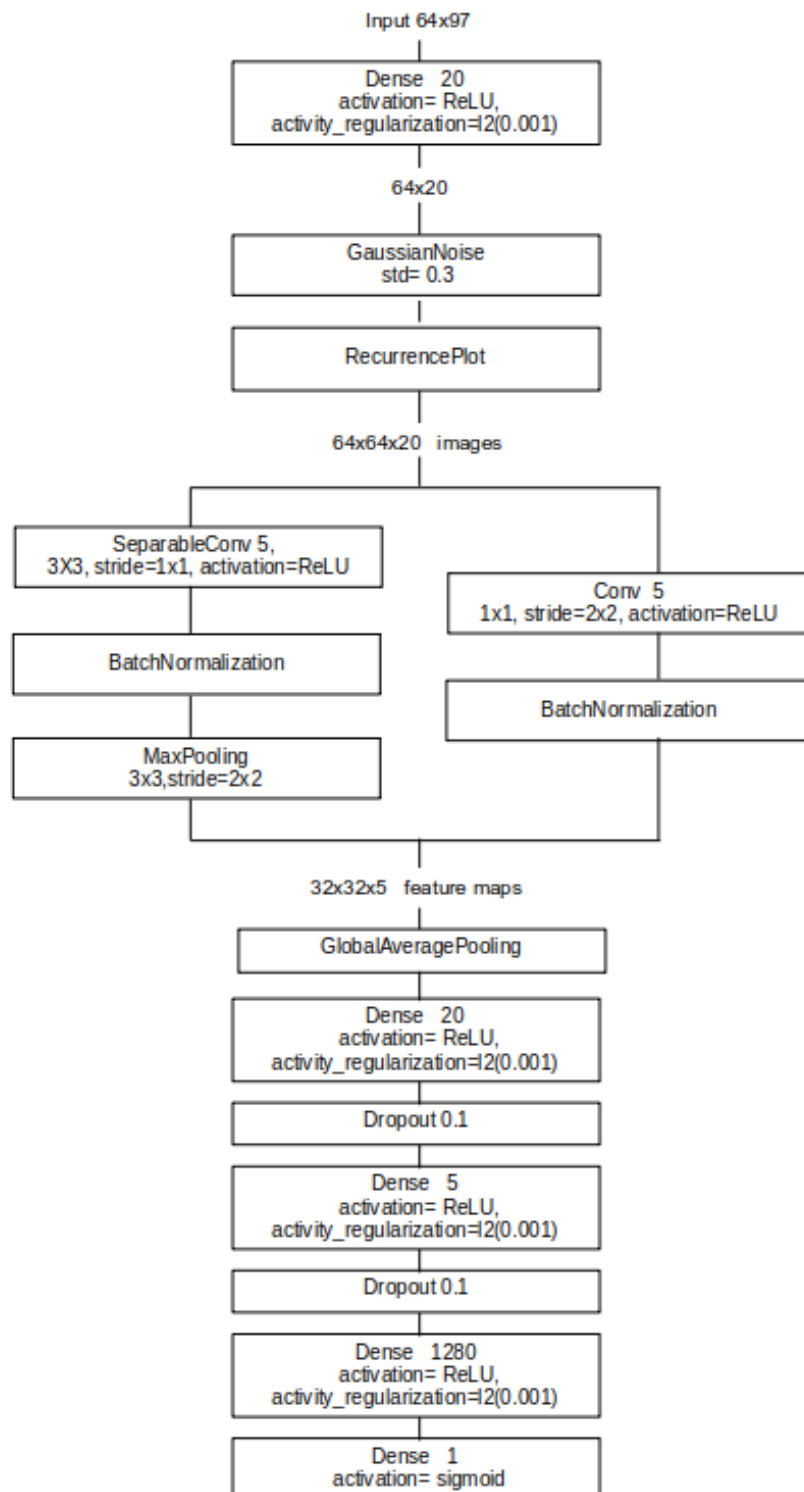 Input 64x97
Dense 20
activation= ReLU,
activity_regularization=l2(0.001)
64x20
GaussianNoise
std= 0.3
RecurrencePlot
64x64x20 images
SeparableConv 5,
3X3, stride=1x1, activation=ReLU
BatchNormalization
MaxPooling
3x3,stride=2x2
Conv 5
1x1, stride=2x2, activation=ReLU
BatchNormalization
32x32x5 feature maps
GlobalAveragePooling
Dense 20
activation= ReLU,
activity_regularization=l2(0.001)
Dropout 0.1
Dense 5
activation= ReLU,
activity_regularization=l2(0.001)
Dropout 0.1
Dense 1280
activation= ReLU,
activity_regularization=l2(0.001)
Dense 1
activation= sigmoid